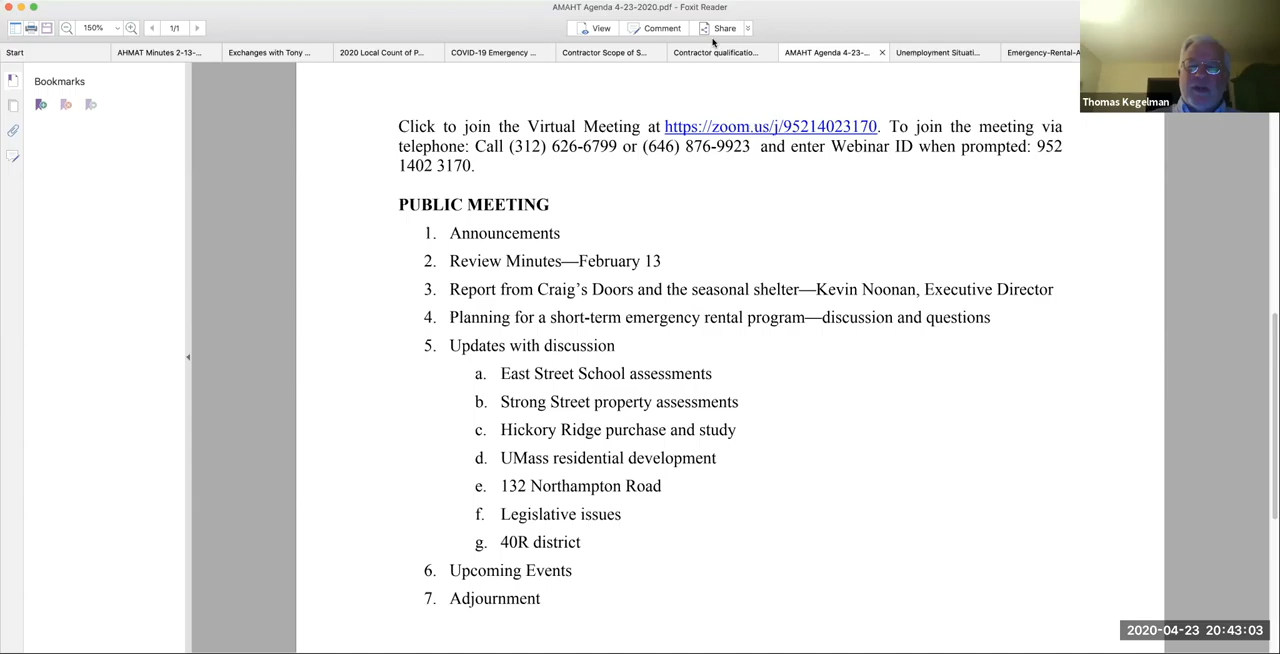 AMAHT Agenda 4-23-2020.pdf - Foxit Reader
150%
1/1
View
Comment
Share
Start
AHMAT Minutes 2-13-...
Exchanges with Tony ...
2020 Local Count of P...
COVID-19 Emergency ...
Contractor Scope of S...
Contractor qualificatio...
AMAHT Agenda 4-23-...
Unemployment Situati...
Emergency-Rental-A
Thomas Kegelman
Bookmarks
Click to join the Virtual Meeting at https://zoom.us/j/95214023170. To join the meeting via
telephone: Call (312) 626-6799 or (646) 876-9923 and enter Webinar ID when prompted: 952
1402 3170.
PUBLIC MEETING
1. Announcements
2. Review Minutes—February 13
3. Report from Craig's Doors and the seasonal shelter—Kevin Noonan, Executive Director
4. Planning for a short-term emergency rental program—discussion and questions
5. Updates with discussion
a. East Street School assessments
b. Strong Street property assessments
c. Hickory Ridge purchase and study
d. UMass residential development
e. 132 Northampton Road
f. Legislative issues
g. 40R district
6. Upcoming Events
7. Adjournment
2020-04-23 20:43:03